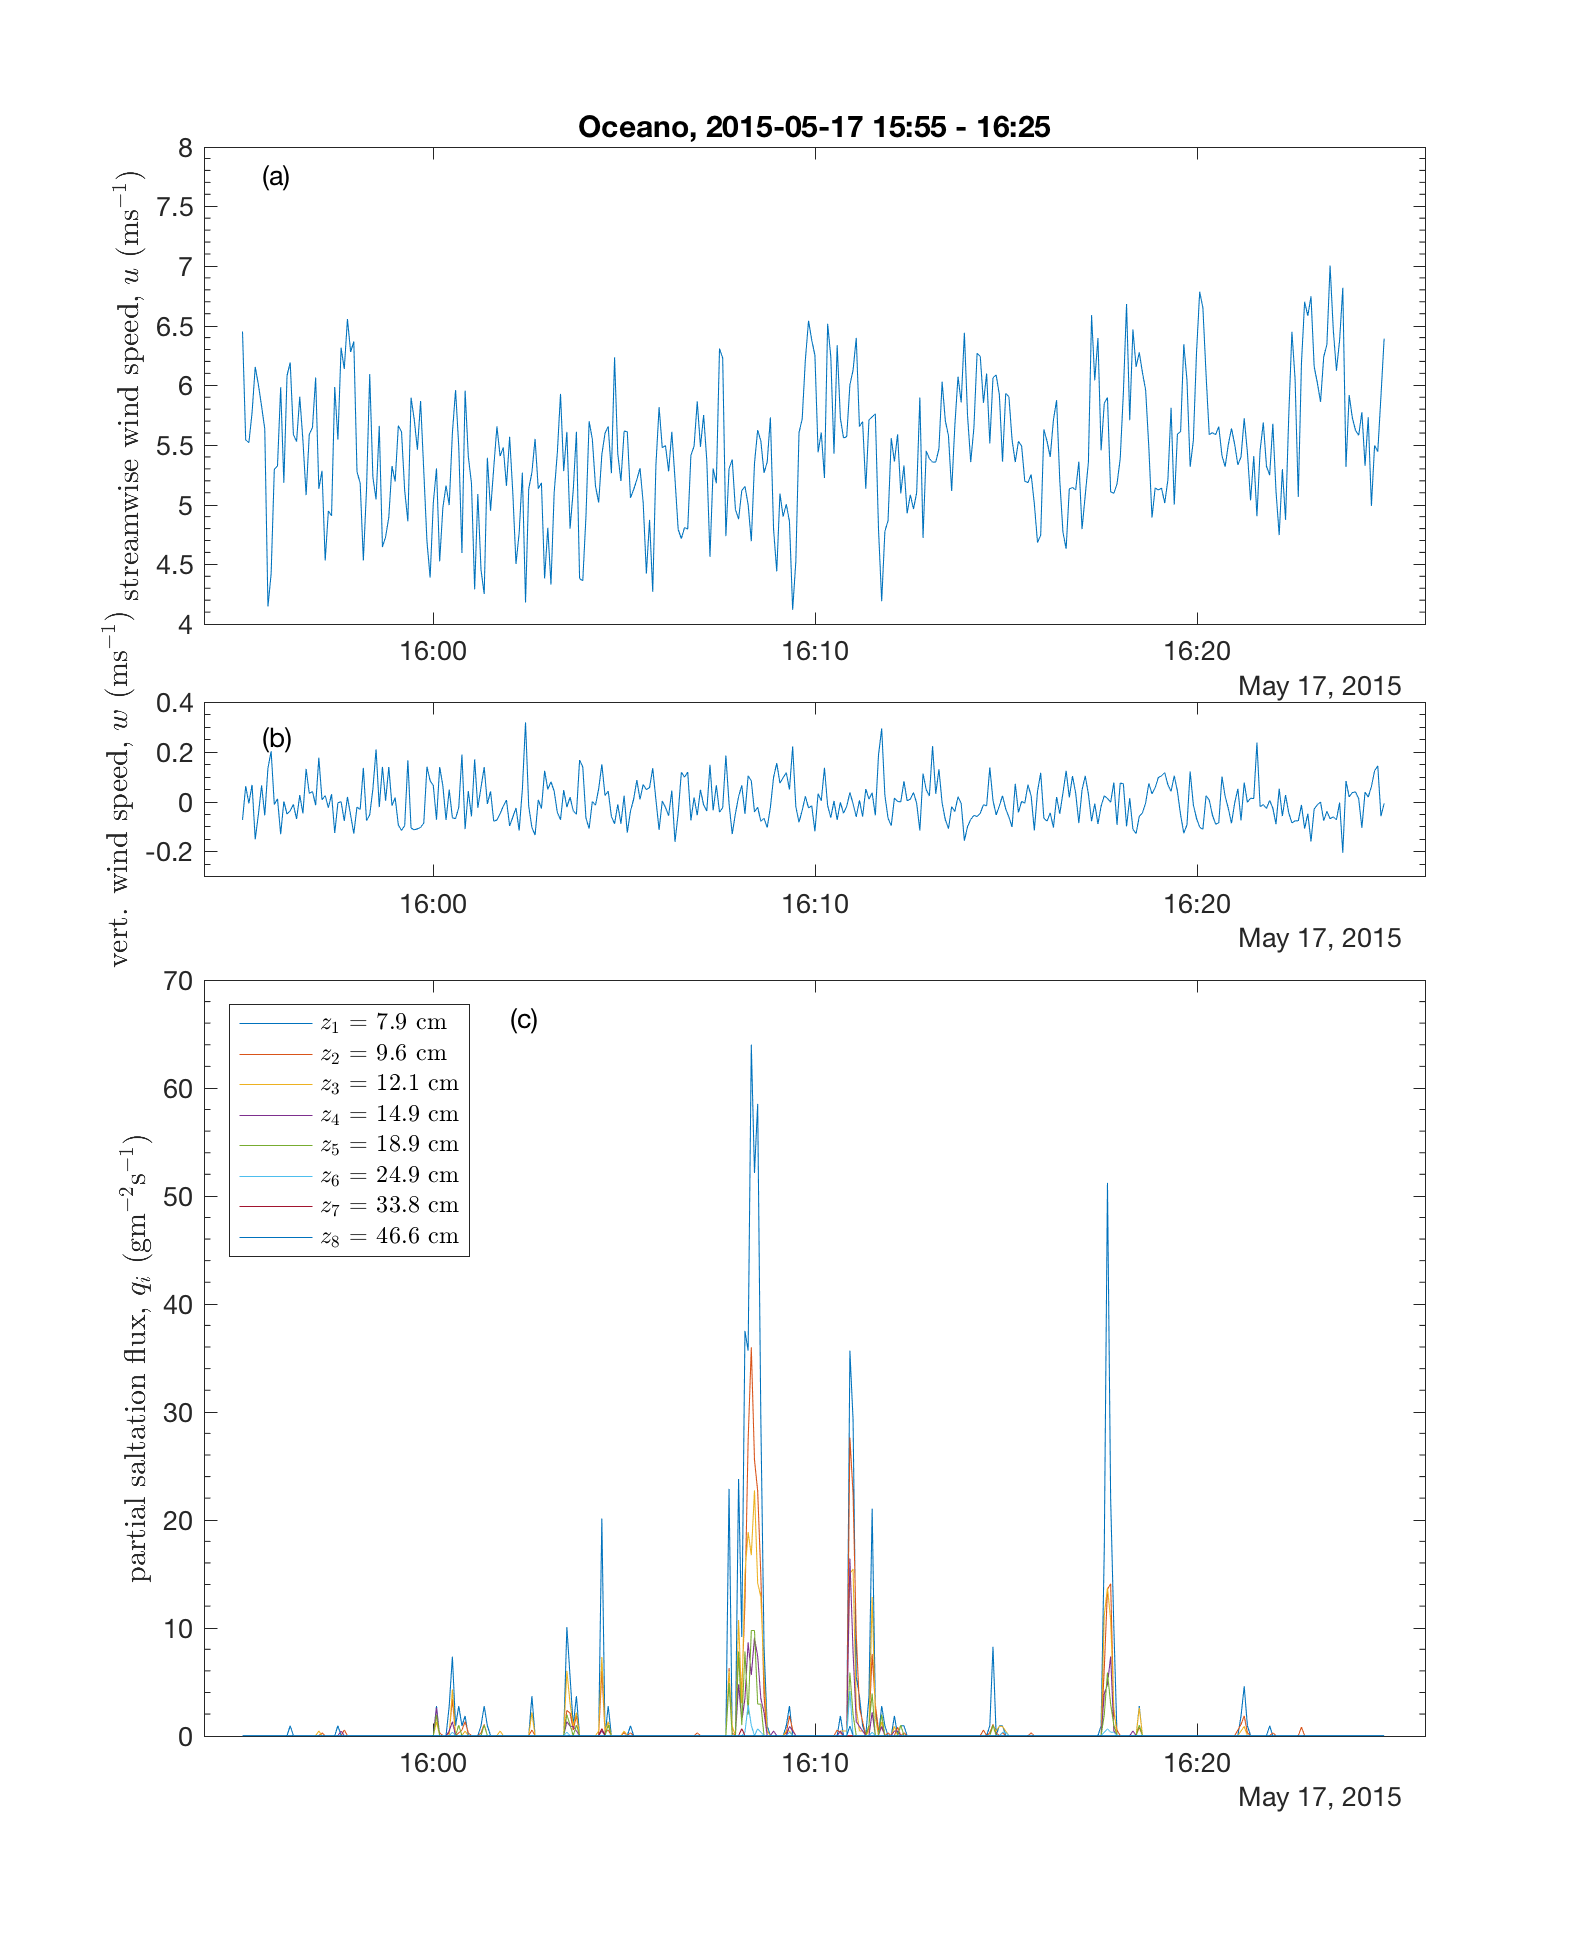 Oceano, 2015-05-17 15:55 - 16:25
(a)
streamwise wind speed, u (ms⁻¹)
8
7.5
7
6.5
6
5.5
5
4.5
4
16:00 16:10 16:20
May 17, 2015
(b)
vert. wind speed, w (ms⁻¹)
0.4
0.2
0
-0.2
16:00 16:10 16:20
May 17, 2015
(c)
partial saltation flux, qᵢ (gm⁻²s⁻¹)
70
60
50
40
30
20
10
0
z₁ = 7.9 cm
z₂ = 9.6 cm
z₃ = 12.1 cm
z₄ = 14.9 cm
z₅ = 18.9 cm
z₆ = 24.9 cm
z₇ = 33.8 cm
z₈ = 46.6 cm
16:00 16:10 16:20
May 17, 2015